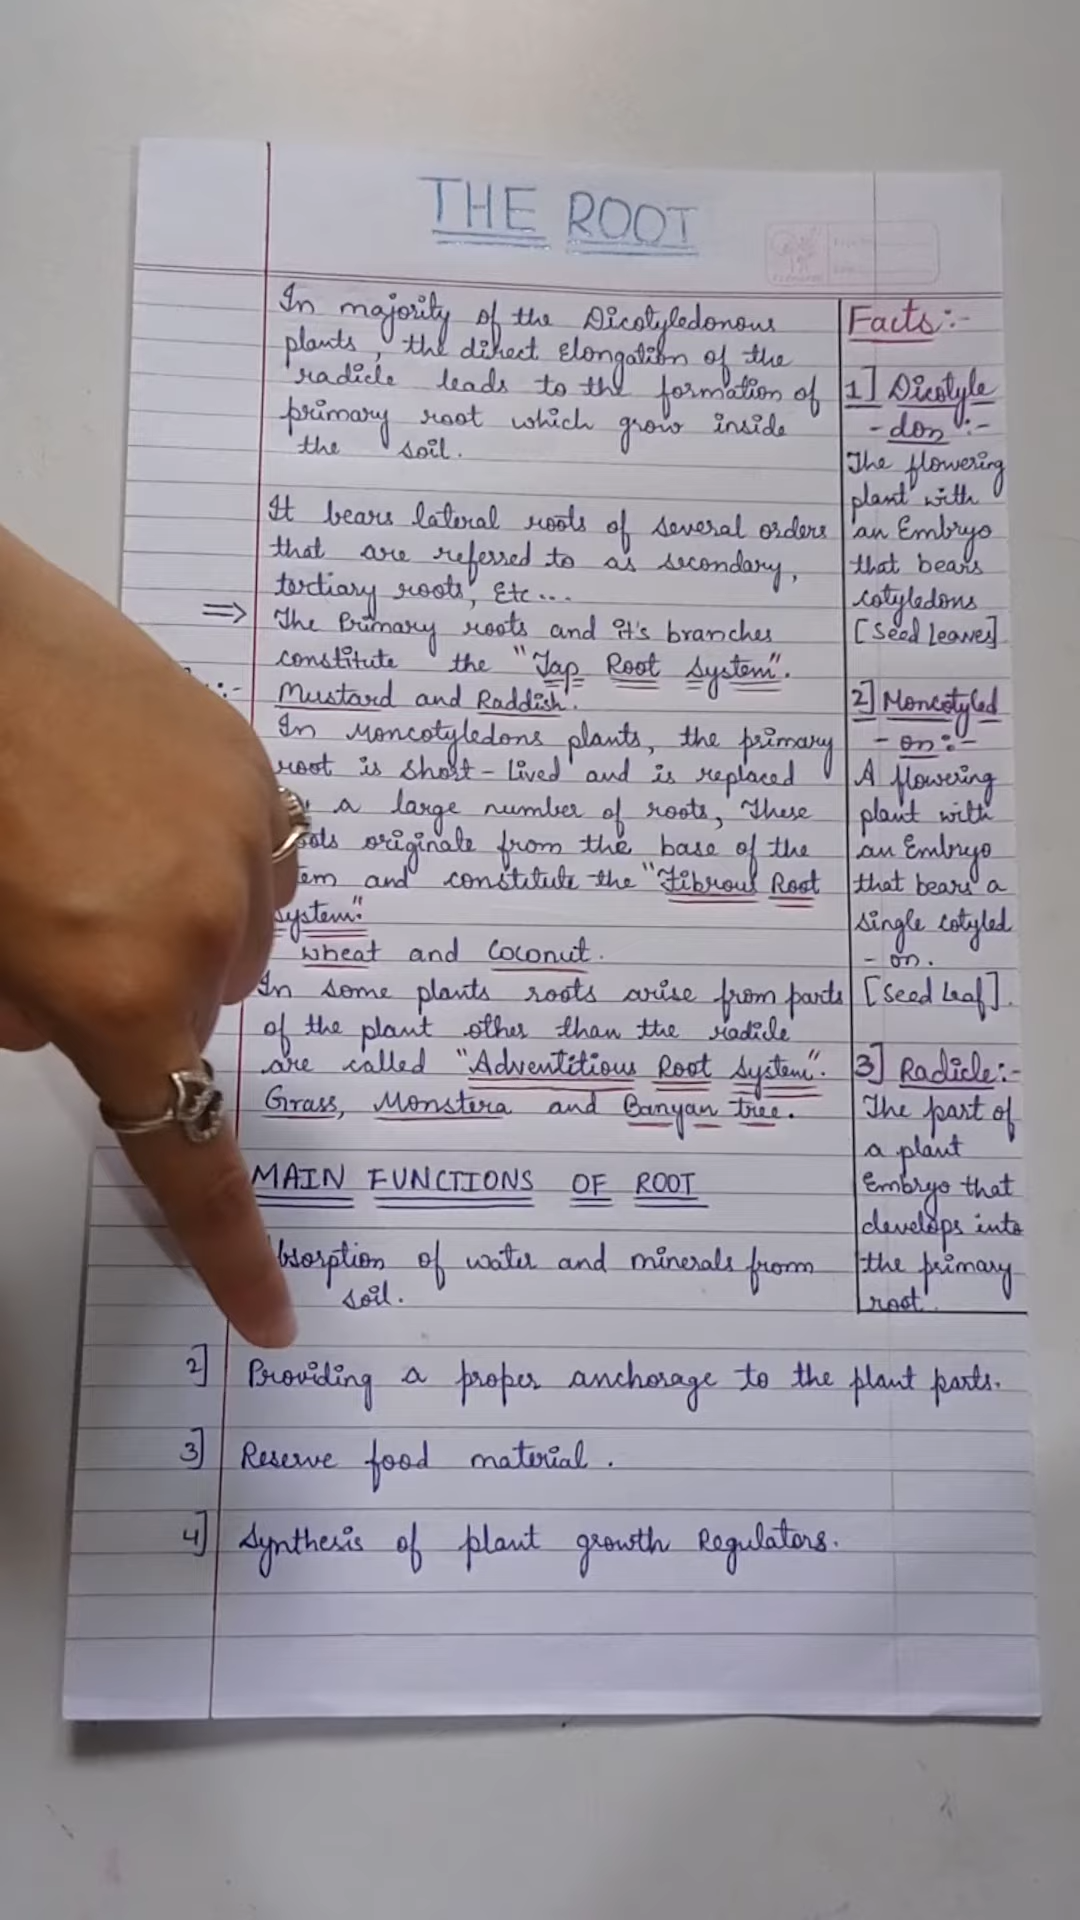 THE ROOT
In majority of the Dicotyledonous
plants, the direct Elongation of the
radicle leads to the formation of
primary root which grow inside
the soil.
It bears lateral roots of several orders
that are referred to as secondary,
tertiary roots, Etc...
⇒ The Primary roots and it's branches
constitute the "Tap Root System".
:- Mustard and Raddish.
In Moncotyledons plants, the primary
root is short-lived and is replaced
a large number of roots, These
originate from the base of the
and constitute the "Fibrous Root
System"
wheat and Coconut.
In some plants roots arise from parts
of the plant other than the radicle
are called "Adventitious Root System".
Grass, Monstera and Banyan tree.
MAIN FUNCTIONS OF ROOT
bsorption of water and minerals from
soil.
2] Providing a proper anchorage to the plant parts.
3] Reserve food material.
4] Synthesis of plant growth Regulators.
Facts:-
1] Dicotyle
-don:-
The flowering
plant with
an Embryo
that bears
cotyledons
[Seed Leaves]
2] Moncotyled
-on:-
A flowering
plant with
an Embryo
that bears a
single cotyled
-on.
[Seed Leaf].
3] Radicle:-
The part of
a plant
Embryo that
develops into
the primary
root.